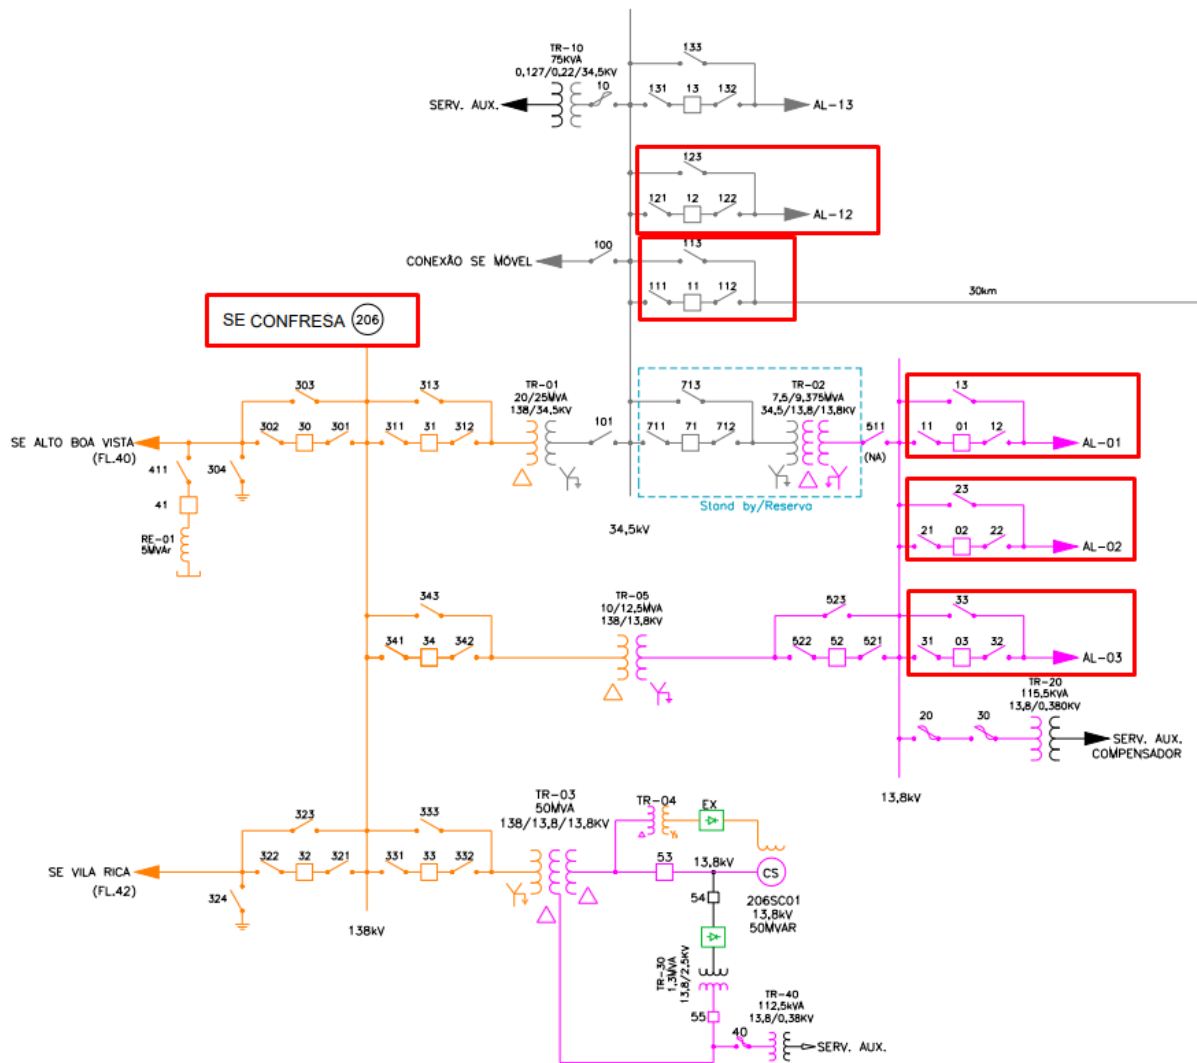 TR-10
75KVA
0,127/0,22/34,5KV
10
SERV. AUX.
133
131
13
132
AL-13
123
121
12
122
AL-12
CONEXÃO SE MÓVEL
100
113
111
11
112
30km
SE CONFRESA 206
303
302
30
301
SE ALTO BOA VISTA
(FL.40)
411
304
41
RE-01
5MVAr
313
311
31
312
TR-01
20/25MVA
138/34,5KV
101
713
711
71
712
TR-02
7,5/9,375MVA
34,5/13,8/13,8KV
511
(NA)
Stand by/Reserva
34,5kV
13
11
01
12
AL-01
23
21
02
22
AL-02
343
341
34
342
TR-05
10/12,5MVA
138/13,8KV
523
522
52
521
33
31
03
32
AL-03
20
30
TR-20
115,5KVA
13,8/0,380KV
SERV. AUX.
COMPENSADOR
13,8kV
323
322
32
321
SE VILA RICA
(FL.42)
324
138kV
333
331
33
332
TR-03
50MVA
138/13,8/13,8KV
TR-04
EX
53
13,8kV
CS
206SC01
13,8kV
50MVAR
54
TR-30
1,3MVA
13,8/2,5KV
55
40
TR-40
112,5kVA
13,8/0,38KV
SERV. AUX.